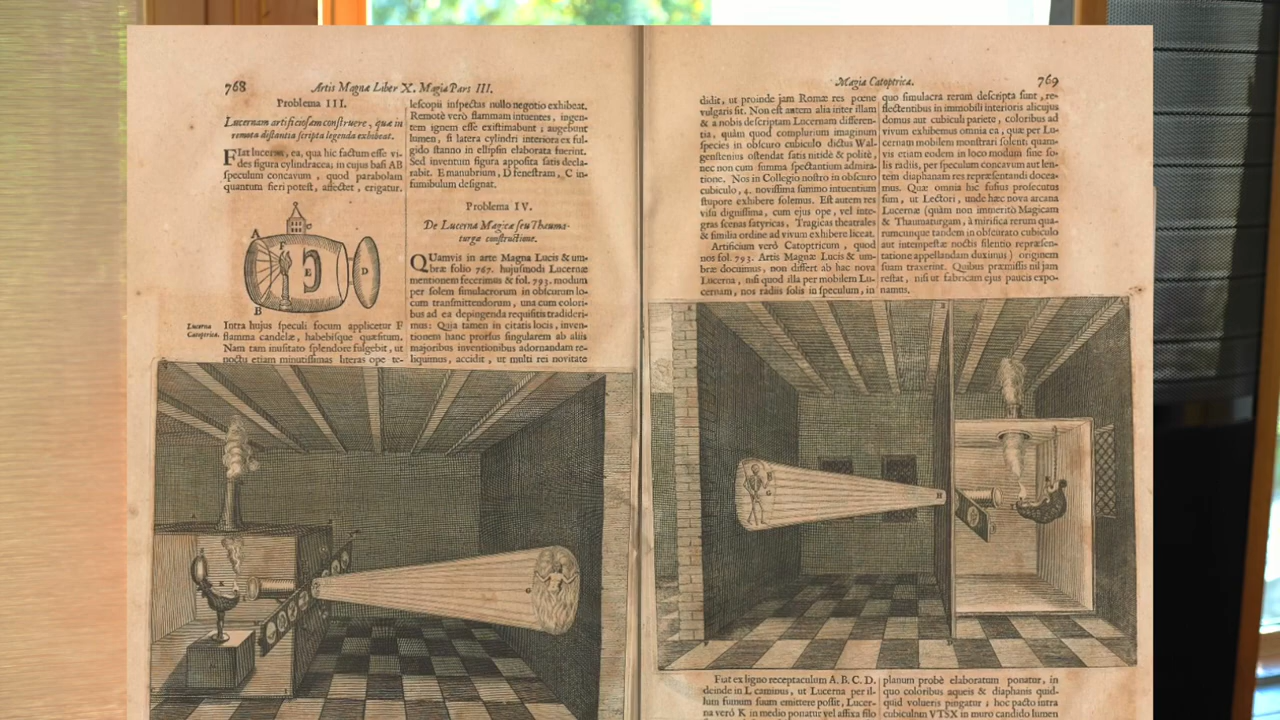 768
Artis Magnæ Liber X. Magiæ Pars III.
Problema III.
Lucernam artificiosam construere, quæ in
remota distantia scripta legenda exhibeat.
FIat lucerna, ea, qua hic factum esse vi-
des figura cylindracea; in cujus basi AB
speculum concavum, quod parabolam
quantum fieri potest, affectet, erigatur.
A
F
C
E
D
B
Lucerna
Catoptrica.
Intra hujus speculi focum applicetur F
flamma candelæ, habebisque quæsitum.
Nam tam inusitato splendore fulgebit, ut
noctu etiam minutissimas literas ope te-
lescopii inspectas nullo negotio exhibeat.
Remotè verò flammam intuentes, ingen-
tem ignem esse existimabunt; augebunt
lumen, si latera cylindri interiora ex ful-
gido stanno in ellipsin elaborata fuerint.
Sed inventum figura apposita satis decla-
rabit. E manubrium, D fenestram, C in-
fumibulum designat.
Problema IV.
De Lucernæ Magicæ seu Thauma-
turgæ constructione.
QUamvis in arte Magna Lucis & um-
bræ folio 767. hujusmodi Lucernæ
mentionem fecerimus & fol. 793. modum
per solem simulacrorum in obscurum lo-
cum transmittendorum, una cum colori-
bus ad ea depingenda requisitis tradideri-
mus: Quia tamen in citatis locis, inven-
tionem hanc prorsus singularem ab aliis
majoribus inventionibus adornandam re-
liquimus, accidit, ut multi rei novitate
G
Magia Catoptrica.
769
didit, ut proinde jam Romæ res pœne
vulgaris sit. Non est autem alia inter illam
& a nobis descriptam Lucernam differen-
tia, quàm quod complurium imaginum
species in obscuro cubiculo dictus Wal-
genstenius ostendat satis nitide & politè,
nec non cum summa spectantium admira-
tione. Nos in Collegio nostro in obscuro
cubiculo, 4. novissima summo intuentium
stupore exhibere solemus. Est autem res
visu dignissima, cum ejus ope, vel inte-
gras scenas satyricas, Tragicas theatrales
& similia ordine ad vivum exhibere liceat.
Artificium verò Catoptricum, quod
nos fol. 793. Artis Magnæ Lucis & um-
bræ documus, non differt ab hac nova
Lucerna, nisi quod illa per mobilem Lu-
cernam, nos radiis solis in speculum, in
quo simulacra rerum descripta sunt, re-
flectentibus in immobili interioris alicujus
domus aut cubiculi pariete, coloribus ad
vivum exhibemus omnia ea, quæ per Lu-
cernam mobilem monstrari solent, quam-
vis etiam eodem in loco modum sine so-
lis radiis, per speculum concavum aut len-
tem diaphanam res repræsentandi docea-
mus. Quæ omnia hic fusius prosecutus
sum, ut Lectori, unde hæc nova arcana
Lucernæ (quàm non immeritò Magicam
& Thaumaturgam, à mirifica rerum qua-
rumcunque tandem in obscurato cubiculo
aut intempestæ noctis silentio repræsen-
tatione appellandam duximus) originem
suam traxerint. Quibus præmissis nil jam
restat, nisi ut fabricam ejus paucis expo-
namus.
H
Fut ex ligno receptaculum A. B. C. D.
deinde in L caminus, ut Lucerna per il-
lum fumum suum emittere possit, Lucer-
na verò K in medio ponatur vel affixa filo
planum probè elaboratum ponatur, in
quo coloribus aqueis & diaphanis quid-
quid volueris pingatur; hoc pacto intra
cubiculum VTSX in muro candido lumen